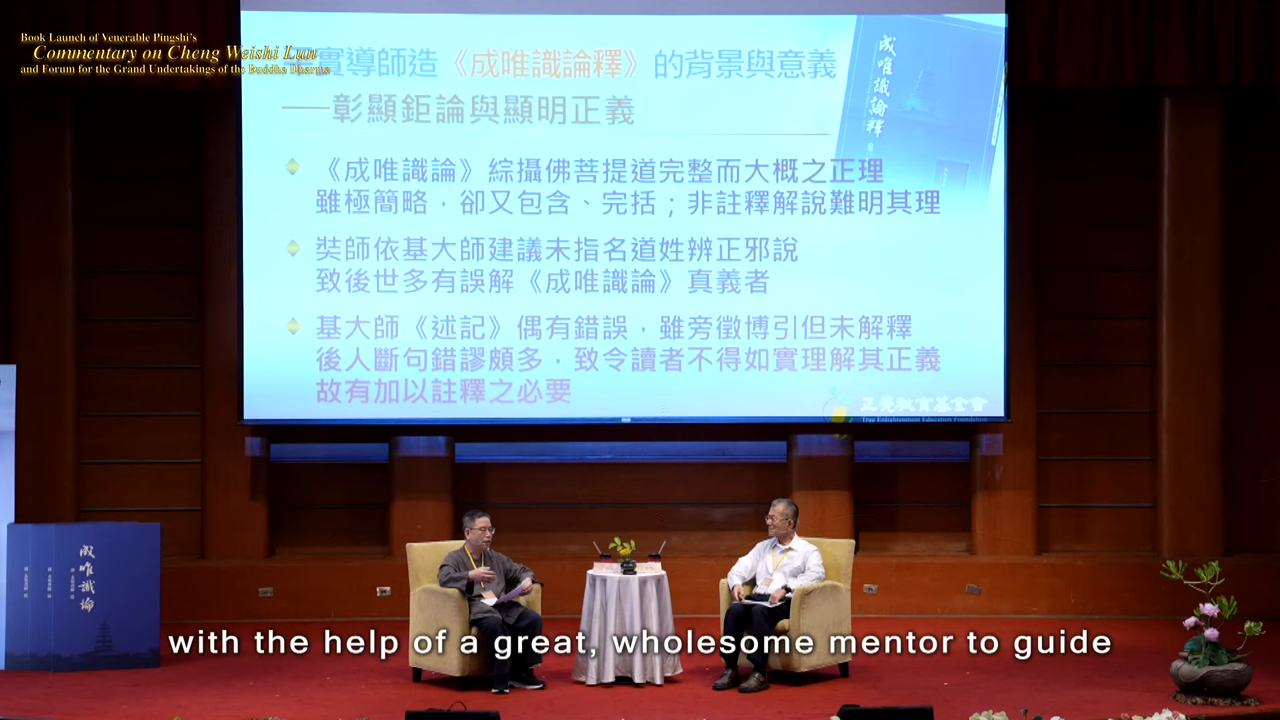 Book Launch of Venerable Pingshi's
Commentary on Cheng Weishi Lun
and Forum for the Grand Undertakings of the Buddha Dharma
實導師造《成唯識論釋》的背景與意義
──彰顯鉅論與顯明正義
成唯識論釋
《成唯識論》綜攝佛菩提道完整而大概之正理
雖極簡略，卻又包含、完括；非註釋解說難明其理
奘師依基大師建議未指名道姓辨正邪說
致後世多有誤解《成唯識論》真義者
基大師《述記》偶有錯誤，雖旁徵博引但未解釋
後人斷句錯謬頗多，致令讀者不得如實理解其正義
故有加以註釋之必要
正覺教育基金會
True Enlightenment Education Foundation
成唯識論
with the help of a great, wholesome mentor to guide